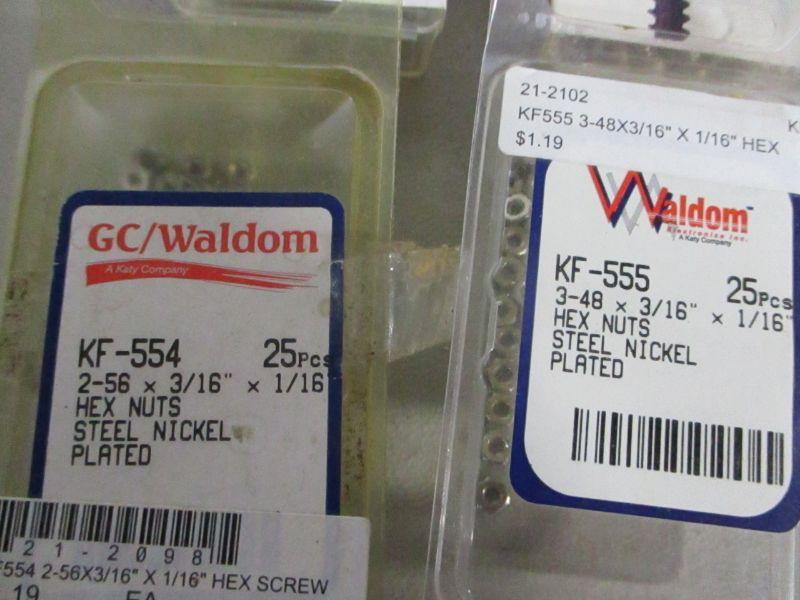 GC/Waldom
A Katy Company
KF-554 25Pcs
2-56 x 3/16" x 1/16
HEX NUTS
STEEL NICKEL
PLATED
21-2098
F554 2-56X3/16" X 1/16" HEX SCREW
19 EA
21-2102
KF555 3-48X3/16" X 1/16" HEX
$1.19
Waldom
Electronics Inc.
A Katy Company
KF-555 25Pcs
3-48 x 3/16" x 1/16"
HEX NUTS
STEEL NICKEL
PLATED